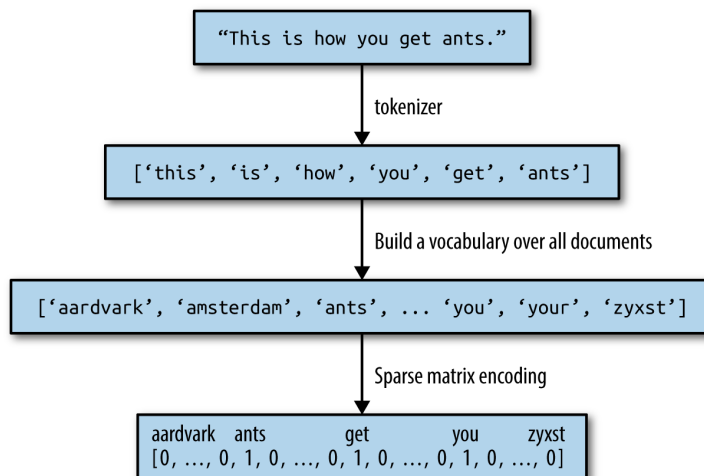 “This is how you get ants.”
tokenizer
[‘this’, ‘is’, ‘how’, ‘you’, ‘get’, ‘ants’]
Build a vocabulary over all documents
[‘aardvark’, ‘amsterdam’, ‘ants’, ... ‘you’, ‘your’, ‘zyxst’]
Sparse matrix encoding
aardvark ants get you zyxst
[0, …, 0, 1, 0, …, 0, 1, 0, …, 0, 1, 0, …, 0]